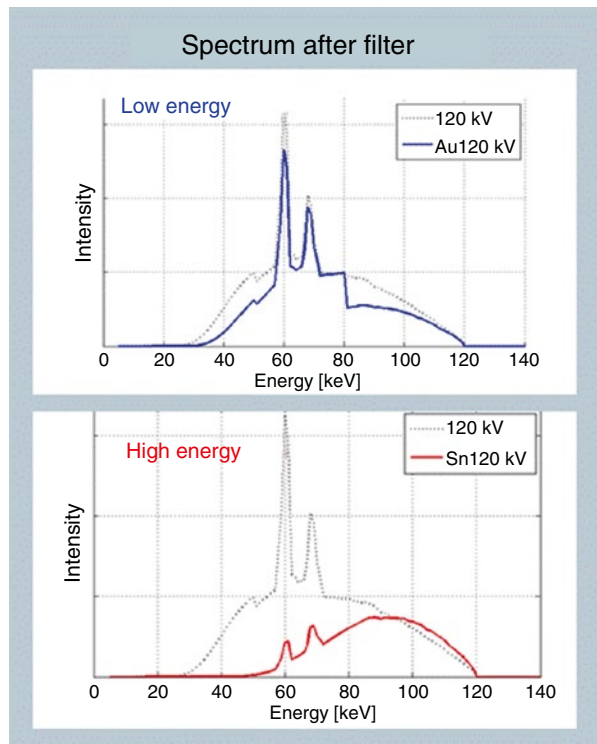 Spectrum after filter
Low energy
120 kV
Au120 kV
Intensity
0 20 40 60 80 100 120 140
Energy [keV]
High energy
120 kV
Sn120 kV
Intensity
0 20 40 60 80 100 120 140
Energy [keV]